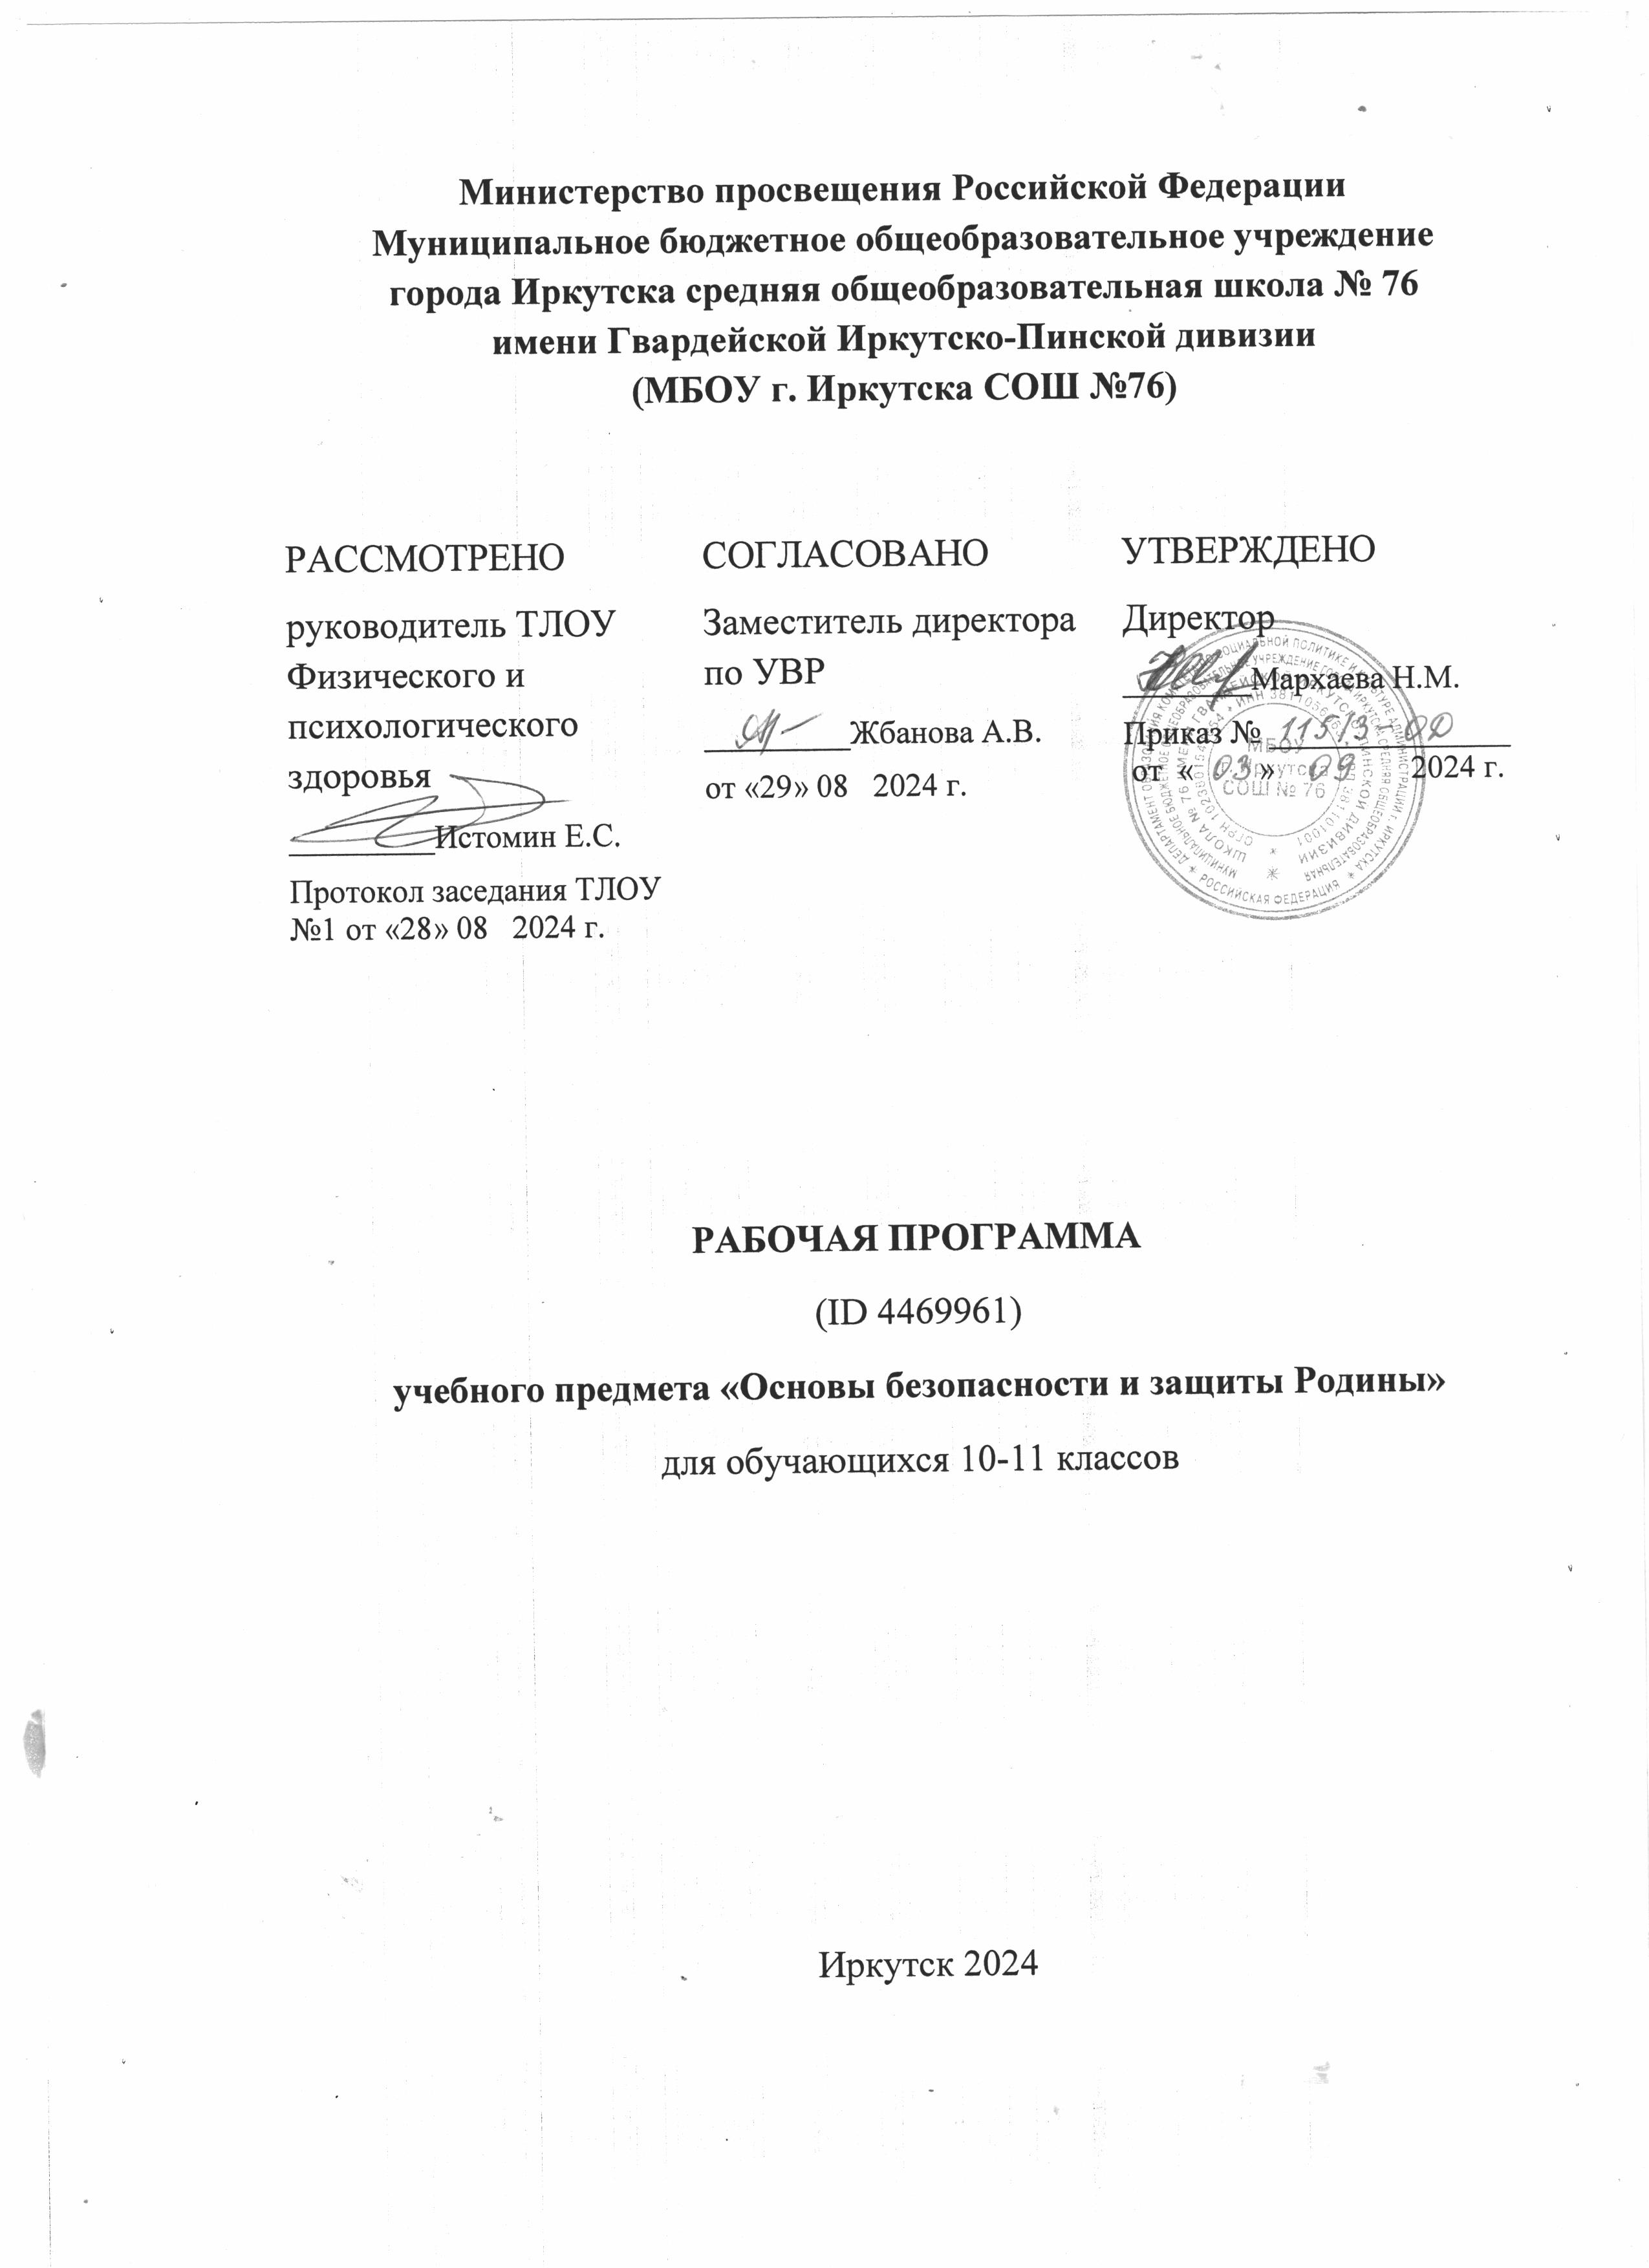 Министерство просвещения Российской Федерации
Муниципальное бюджетное общеобразовательное учреждение
города Иркутска средняя общеобразовательная школа № 76
имени Гвардейской Иркутско-Пинской дивизии
(МБОУ г. Иркутска СОШ №76)
РАССМОТРЕНО
руководитель ТЛОУ
Физического и
психологического
здоровья
Истомин Е.С.
Протокол заседания ТЛОУ
№1 от «28» 08 2024 г.
СОГЛАСОВАНО
Заместитель директора
по УВР
Жбанова А.В.
от «29» 08 2024 г.
УТВЕРЖДЕНО
Директор
Мархаева Н.М.
Приказ №
от «03» 09 2024 г.
МБОУ
Иркутска
СОШ № 76
РОССИЙСКАЯ ФЕДЕРАЦИЯ
РАБОЧАЯ ПРОГРАММА
(ID 4469961)
учебного предмета «Основы безопасности и защиты Родины»
для обучающихся 10-11 классов
Иркутск 2024